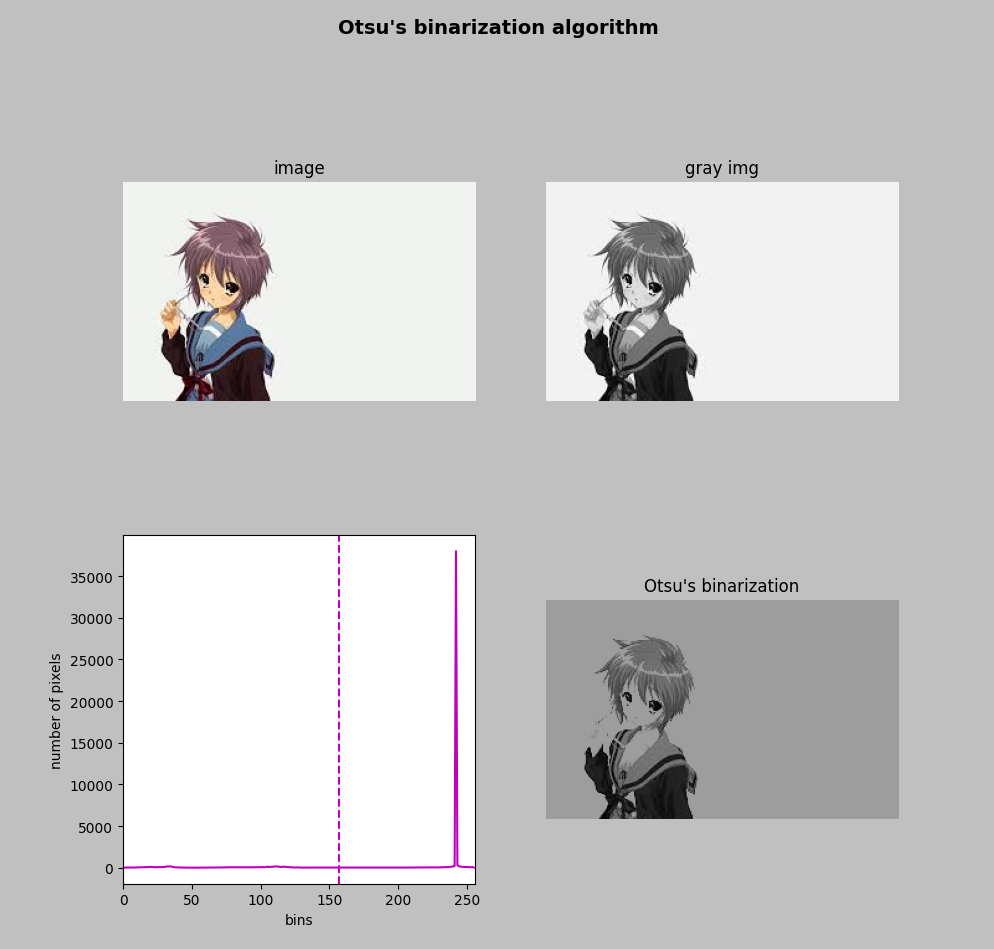 Otsu's binarization algorithm
image
gray img
35000
30000
25000
20000
15000
10000
5000
0
number of pixels
0 50 100 150 200 250
bins
Otsu's binarization